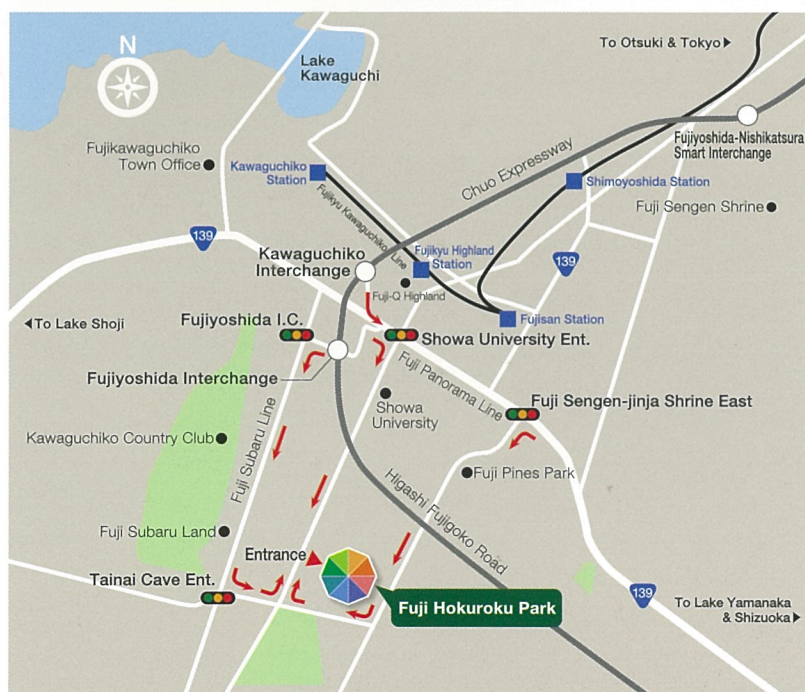 N
To Otsuki & Tokyo
Lake
Kawaguchi
Fujikawaguchiko
Town Office
Kawaguchiko
Station
Fujikyu Kawaguchiko Line
Chuo Expressway
Fujiyoshida-Nishikatsura
Smart Interchange
Shimoyoshida Station
Fuji Sengen Shrine
139
Kawaguchiko
Interchange
Fujikyu Highland
Station
139
Fuji-Q Highland
To Lake Shoji
Fujiyoshida I.C.
Fujisan Station
Showa University Ent.
Fujiyoshida Interchange
Fuji Panorama Line
Showa
University
Fuji Sengen-jinja Shrine East
Kawaguchiko Country Club
Fuji Subaru Line
Fuji Pines Park
Higashi Fujigoko Road
Fuji Subaru Land
Entrance
Tainai Cave Ent.
Fuji Hokuroku Park
139
To Lake Yamanaka
& Shizuoka